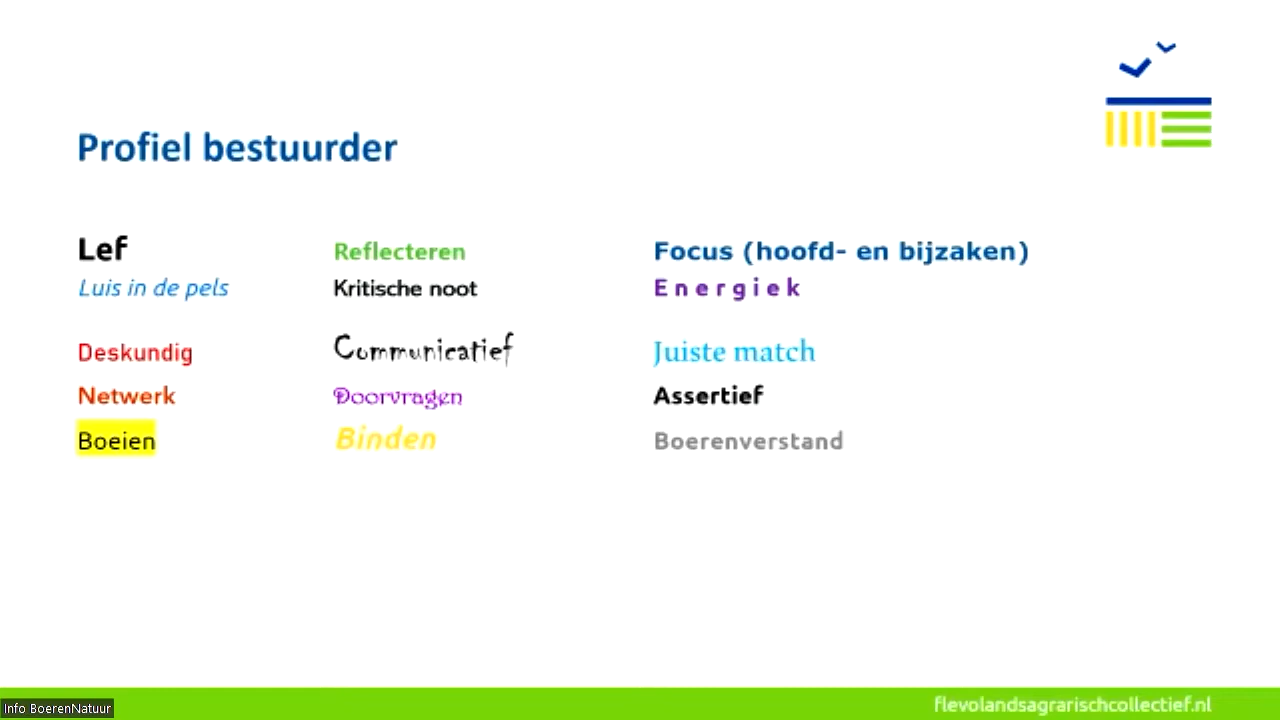 Profiel bestuurder
Lef
Reflecteren
Focus (hoofd- en bijzaken)
Luis in de pels
Kritische noot
Energiek
Deskundig
Communicatief
Juiste match
Netwerk
Doorvragen
Assertief
Boeien
Binden
Boerenverstand
flevolandsagrarischcollectief.nl
Info BoerenNatuur